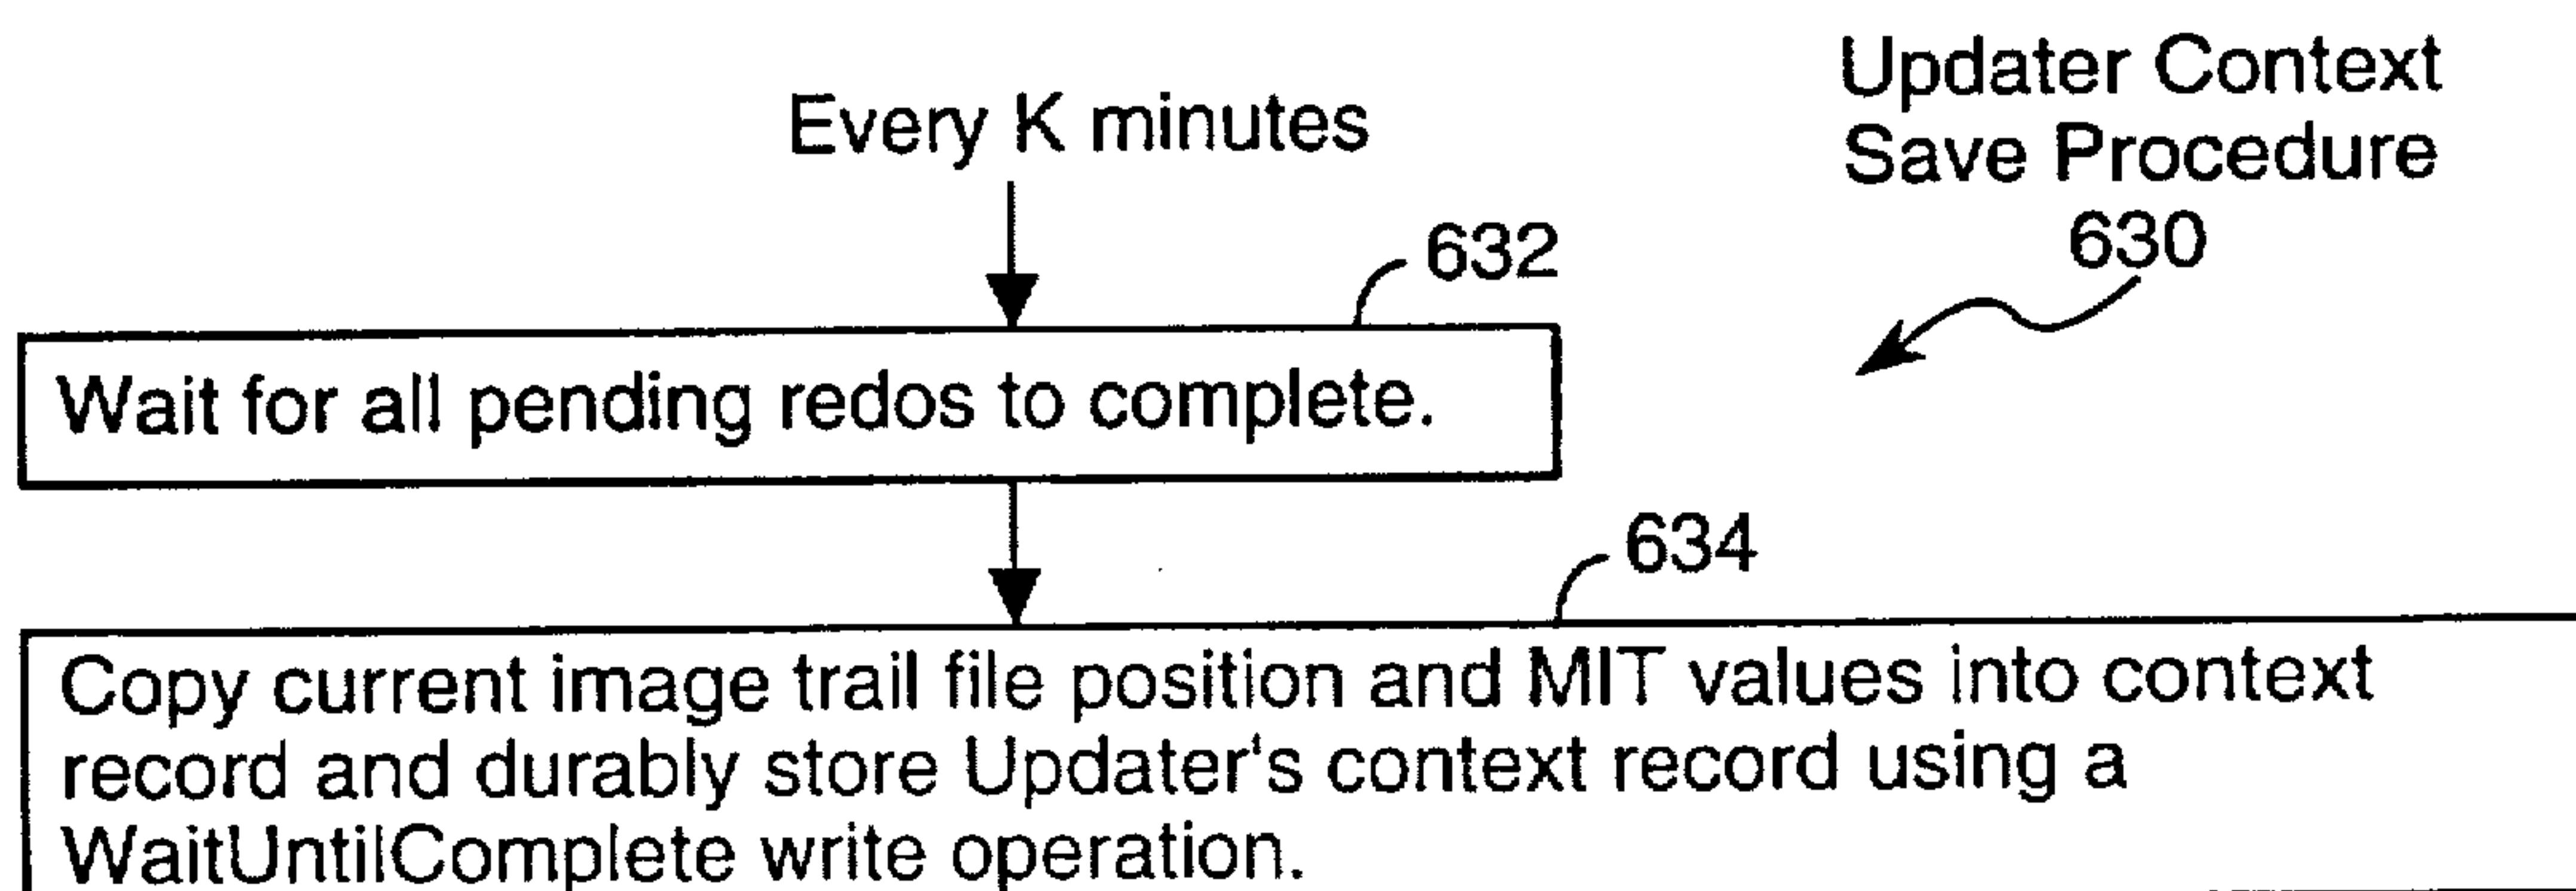 Updater Context
Save Procedure
630
Every K minutes
632
Wait for all pending redos to complete.
634
Copy current image trail file position and MIT values into context
record and durably store Updater's context record using a
WaitUntilComplete write operation.